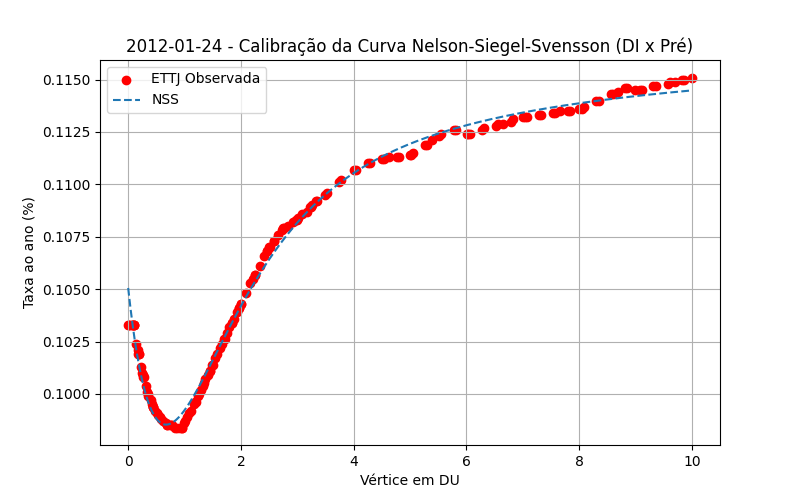 2012-01-24 - Calibração da Curva Nelson-Siegel-Svensson (DI x Pré)
ETTJ Observada
NSS
Taxa ao ano (%)
0.1150
0.1125
0.1100
0.1075
0.1050
0.1025
0.1000
0 2 4 6 8 10
Vértice em DU